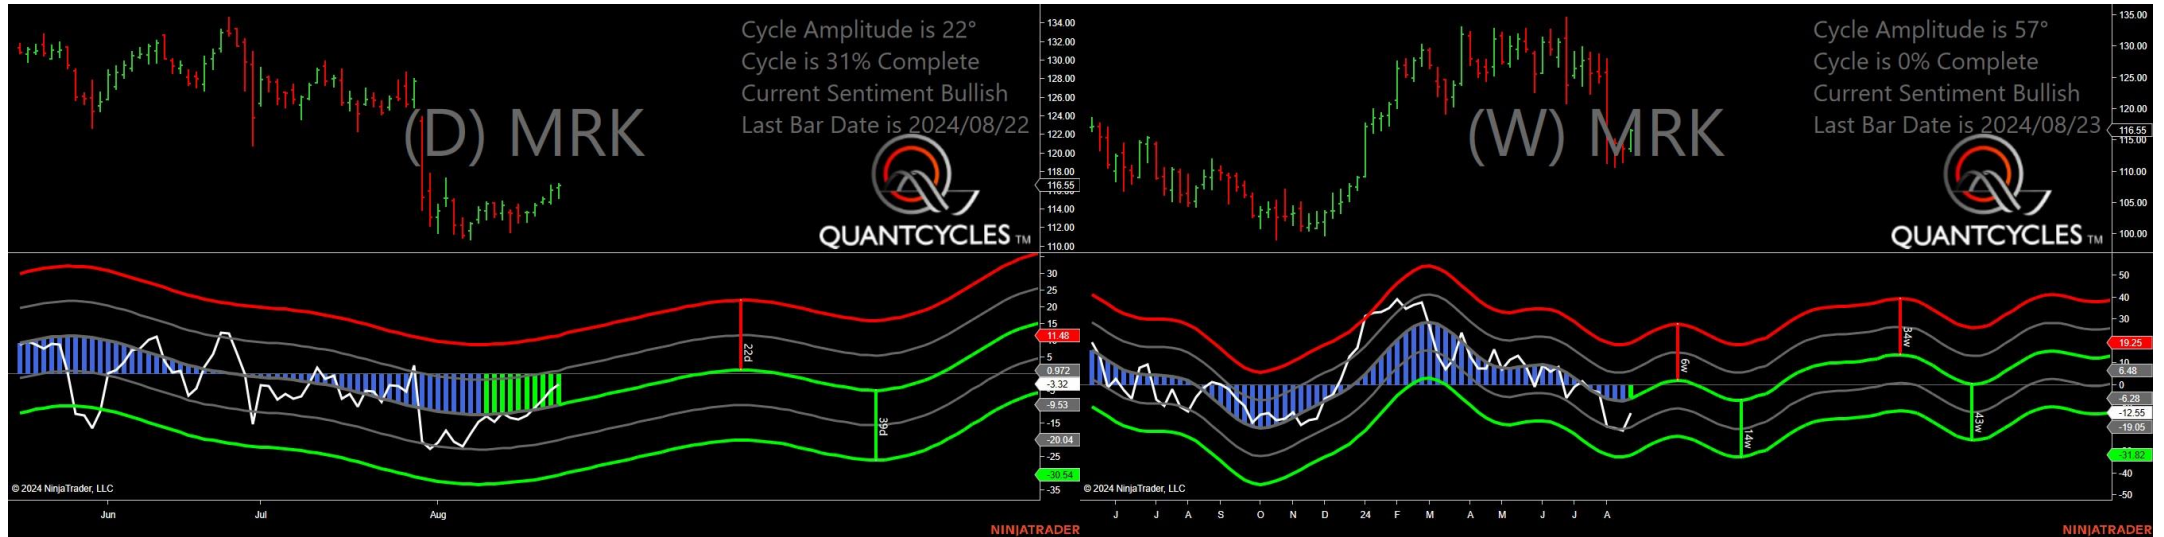 Cycle Amplitude is 22°
Cycle is 31% Complete
Current Sentiment Bullish
Last Bar Date is 2024/08/22
(D) MRK
QUANTCYCLES TM
134.00
132.00
130.00
128.00
126.00
124.00
122.00
120.00
118.00
116.55
114.00
112.00
110.00
30
25
20
15
11.48
5
0.972
-3.32
-9.53
-15
-20.04
-25
-30.54
-35
22d
39d
© 2024 NinjaTrader, LLC
Jun Jul Aug
NINJATRADER
Cycle Amplitude is 57°
Cycle is 0% Complete
Current Sentiment Bullish
Last Bar Date is 2024/08/23
(W) MRK
QUANTCYCLES TM
135.00
130.00
125.00
120.00
116.55
115.00
110.00
105.00
100.00
50
40
30
19.25
10
6.48
0
-6.28
-12.55
-19.05
-31.82
-40
-50
6w
14w
34w
43w
© 2024 NinjaTrader, LLC
J J A S O N D 24 F M A M J J A
NINJATRADER